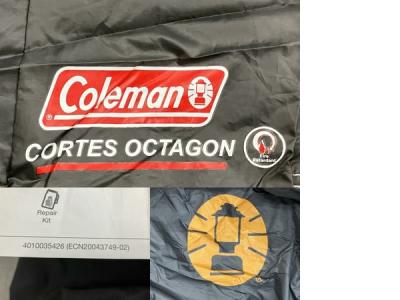 Coleman
®
CORTES OCTAGON
Fire
Retardant
Repair
Kit
4010035426 (ECN20043749-02)